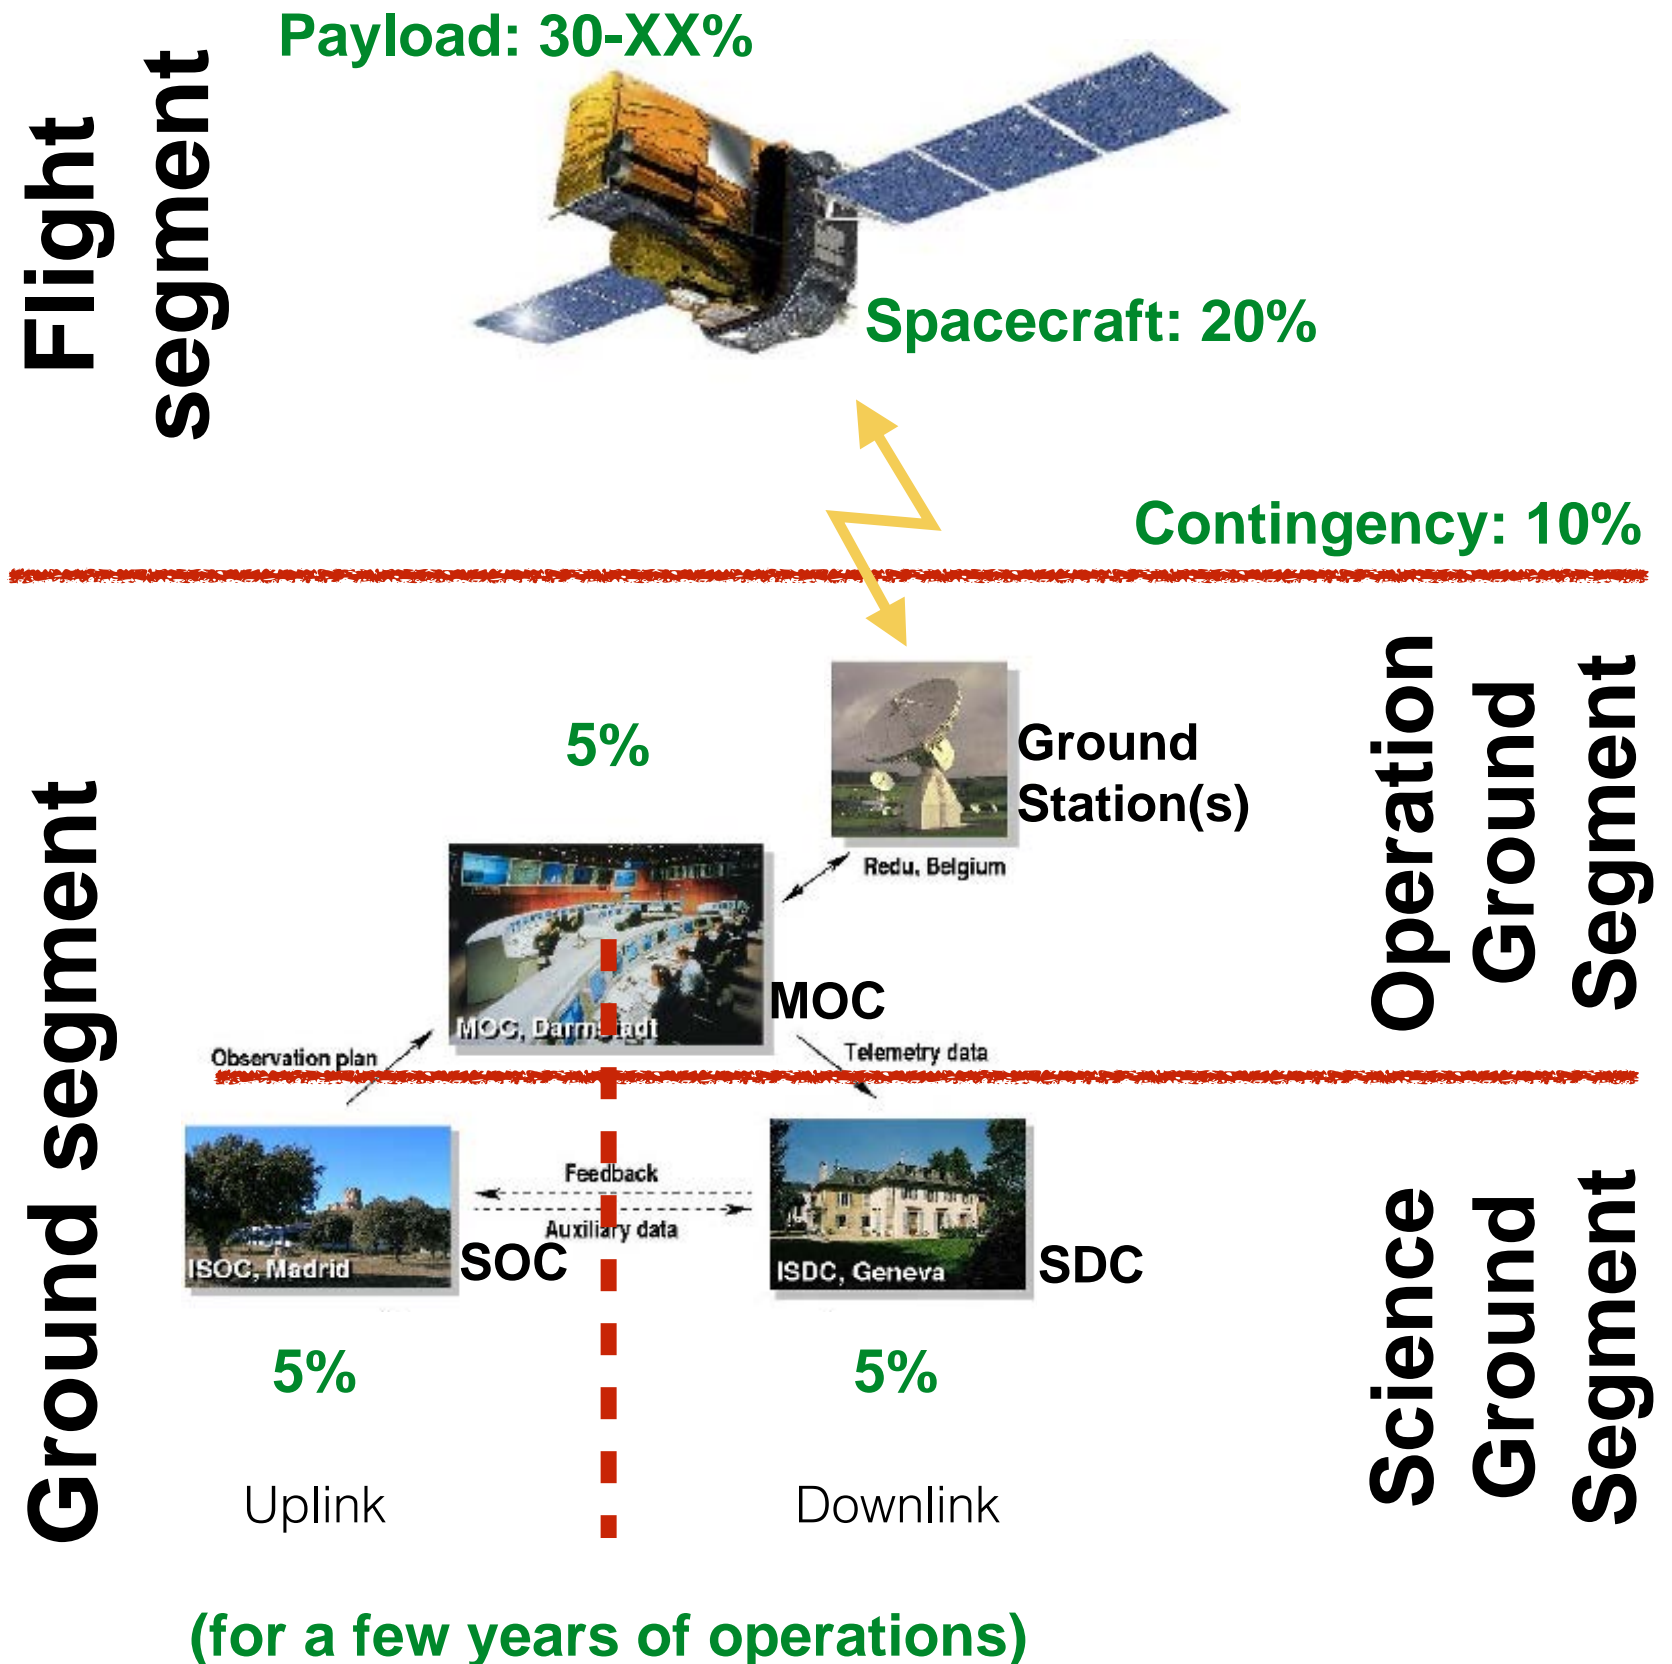 Payload: 30-XX%
Flight
segment
Spacecraft: 20%
Contingency: 10%
Ground segment
5%
Ground
Station(s)
Redu, Belgium
Operation
Ground
Segment
MOC, Darmstadt
MOC
Observation plan
Telemetry data
Feedback
Auxiliary data
ISOC, Madrid
SOC
ISDC, Geneva
SDC
Science
Ground
Segment
5%
5%
Uplink
Downlink
(for a few years of operations)